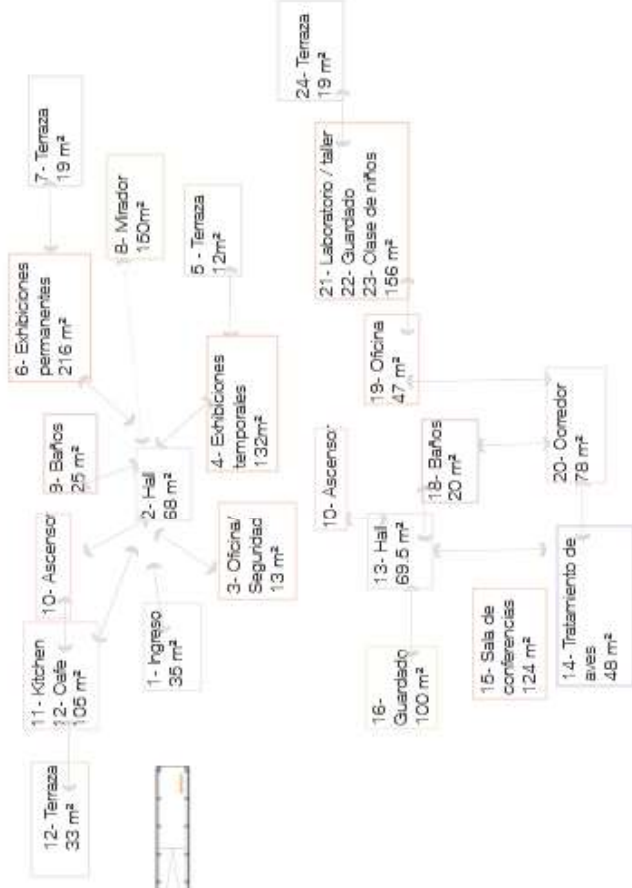 12- Terraza
33 m²
11- Kitchen
12- Cafe
105 m²
10- Ascensor
9- Baños
25 m²
6- Exhibiciones
permanentes
216 m²
7- Terraza
19 m²
8- Mirador
150m²
5 - Terraza
12m²
4- Exhibiciones
temporales
132m²
2- Hall
68 m²
3- Oficina/
Seguridad
13 m²
1- Ingreso
35 m²
16-
Guardado
100 m²
13- Hall
69.5 m²
10- Ascensor
18- Baños
20 m²
19- Oficina
47 m²
21- Laboratorio / taller
22- Guardado
23- Clase de niños
156 m²
24- Terraza
19 m²
15- Sala de
conferencias
124 m²
14- Tratamiento de
aves
48 m²
20- Corredor
78 m²